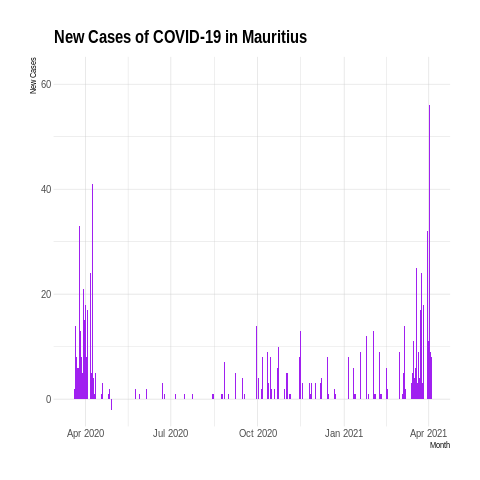 New Cases of COVID-19 in Mauritius
New Cases
60
40
20
0
Apr 2020 Jul 2020 Oct 2020 Jan 2021 Apr 2021
Month